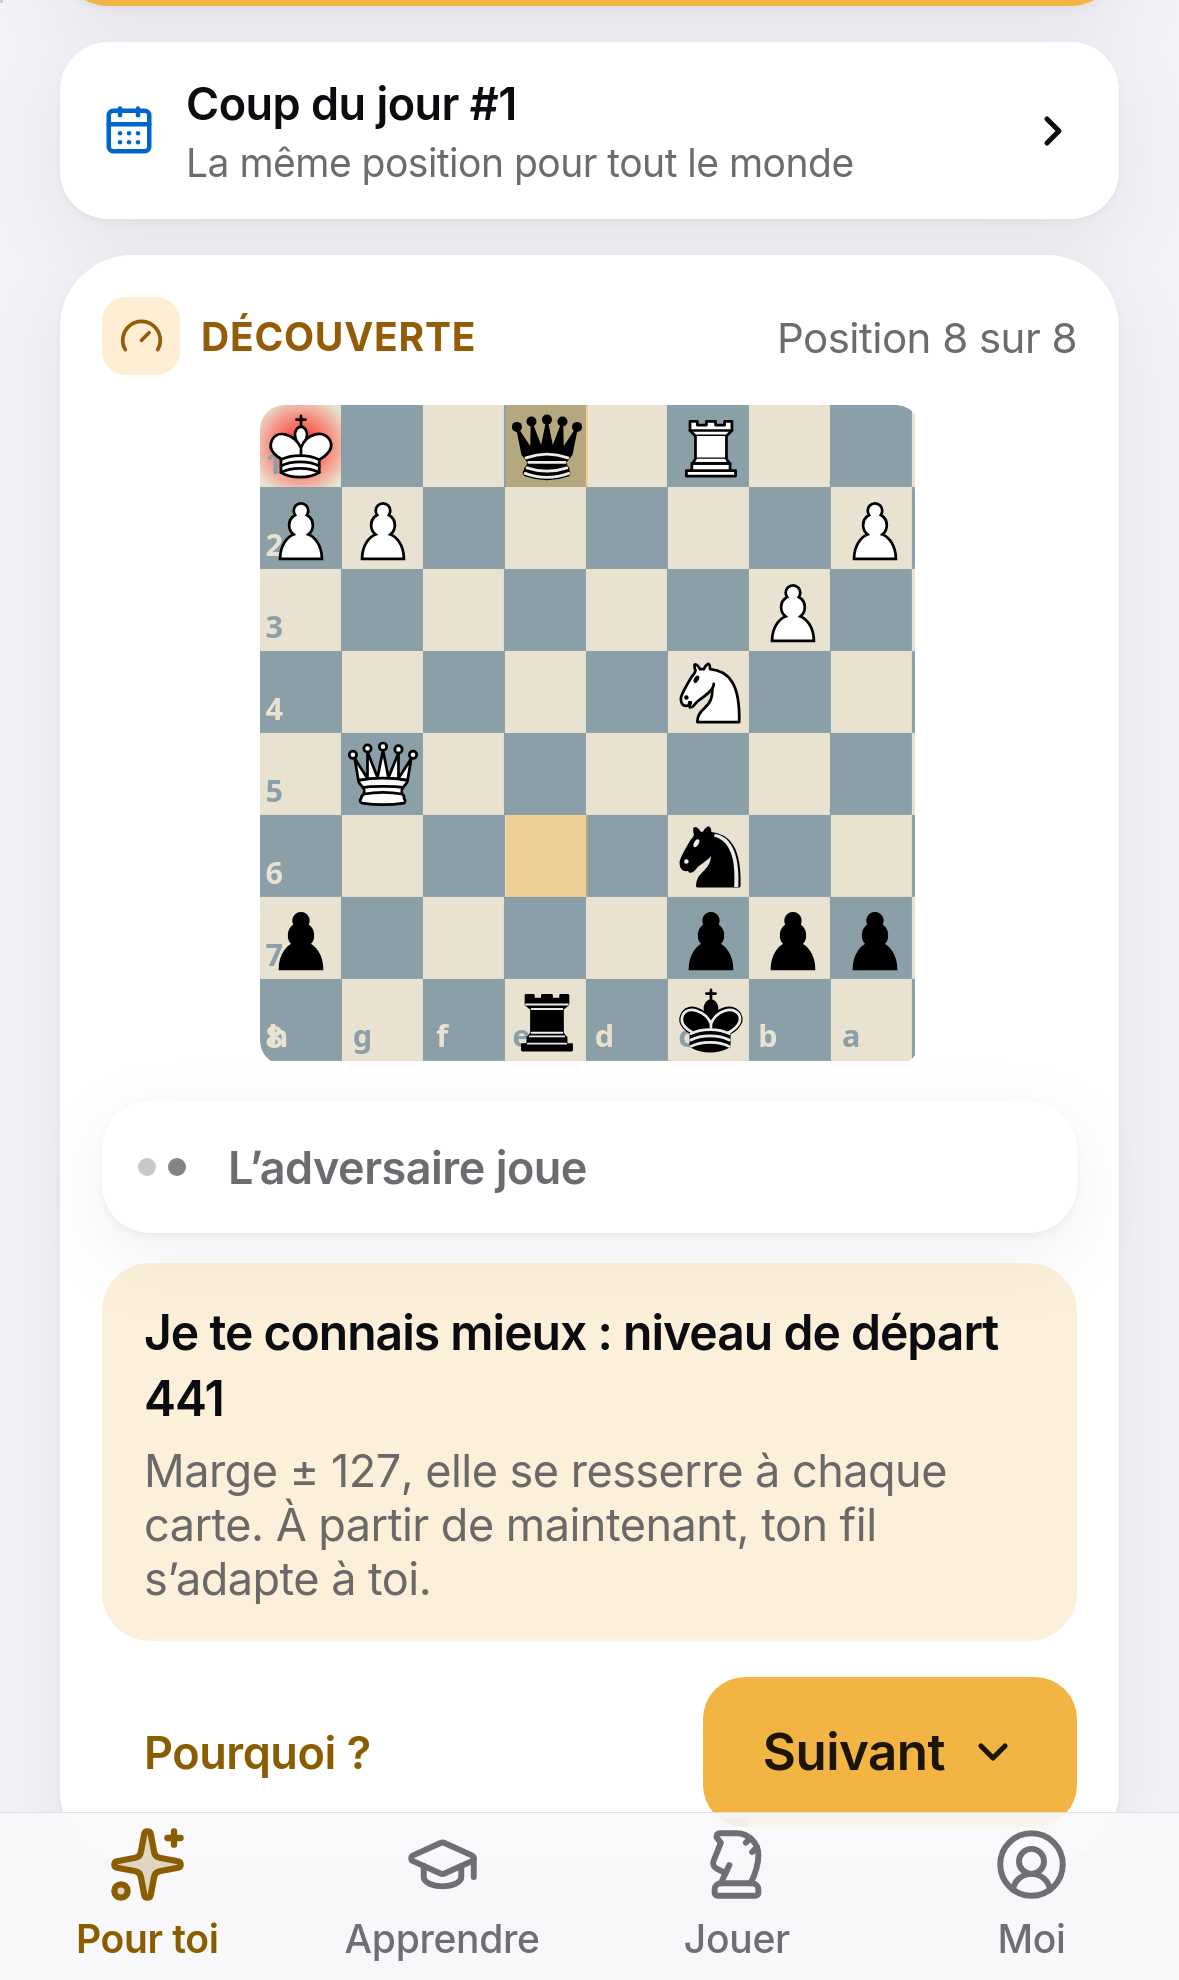 Coup du jour #1
La même position pour tout le monde
DÉCOUVERTE
Position 8 sur 8
1
2
3
4
5
6
7
8
h g f e d c b a
L’adversaire joue
Je te connais mieux : niveau de départ
441
Marge ± 127, elle se resserre à chaque
carte. À partir de maintenant, ton fil
s’adapte à toi.
Pourquoi ?
Suivant
Pour toi
Apprendre
Jouer
Moi